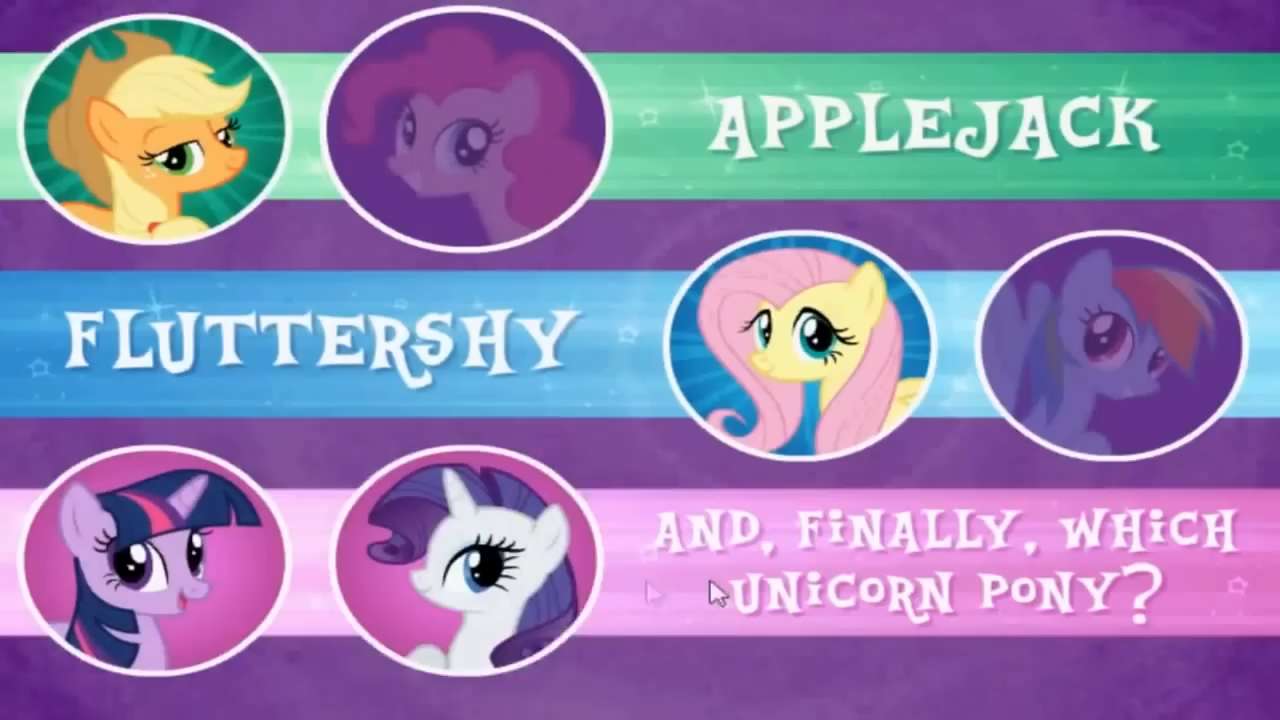 APPLEJACK
FLUTTERSHY
AND, FiNALLY, WHiCH
UNiCORN PONY?